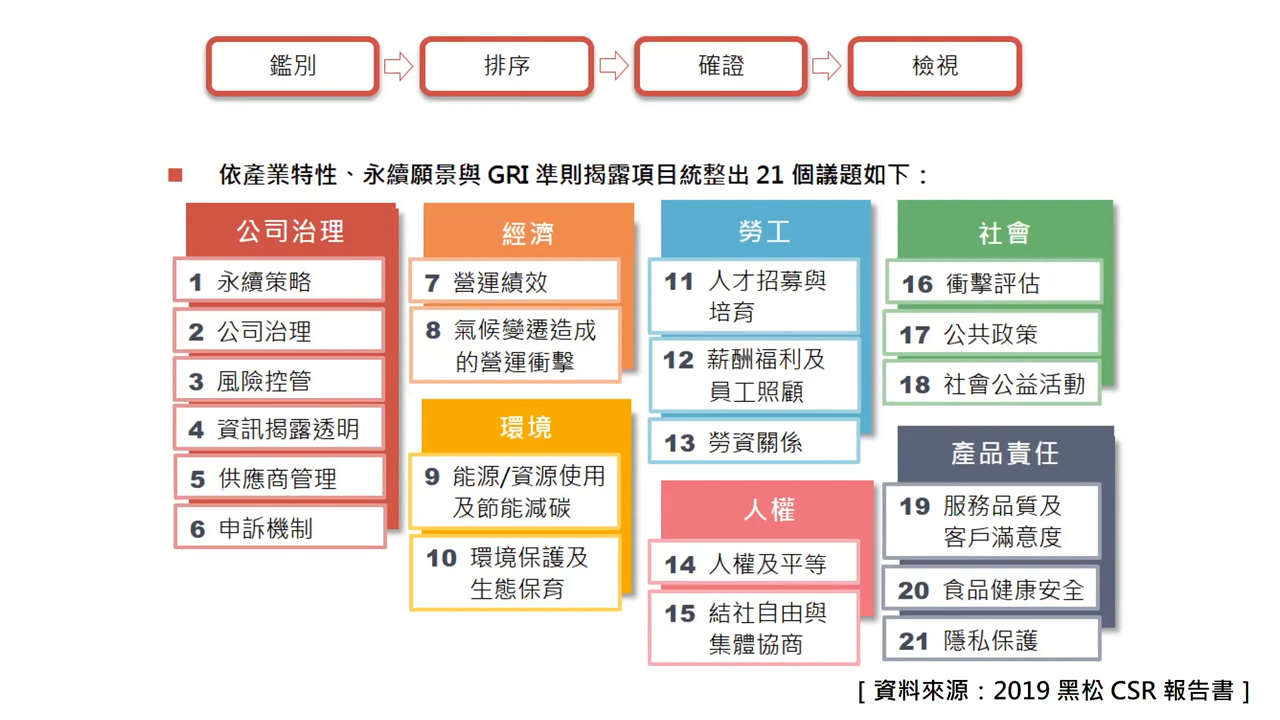 鑑別
排序
確證
檢視
■ 依產業特性、永續願景與 GRI 準則揭露項目統整出 21 個議題如下：
公司治理
1 永續策略
2 公司治理
3 風險控管
4 資訊揭露透明
5 供應商管理
6 申訴機制
經濟
7 營運績效
8 氣候變遷造成
的營運衝擊
環境
9 能源/資源使用
及節能減碳
10 環境保護及
生態保育
勞工
11 人才招募與
培育
12 薪酬福利及
員工照顧
13 勞資關係
人權
14 人權及平等
15 結社自由與
集體協商
社會
16 衝擊評估
17 公共政策
18 社會公益活動
產品責任
19 服務品質及
客戶滿意度
20 食品健康安全
21 隱私保護
[ 資料來源：2019 黑松 CSR 報告書 ]